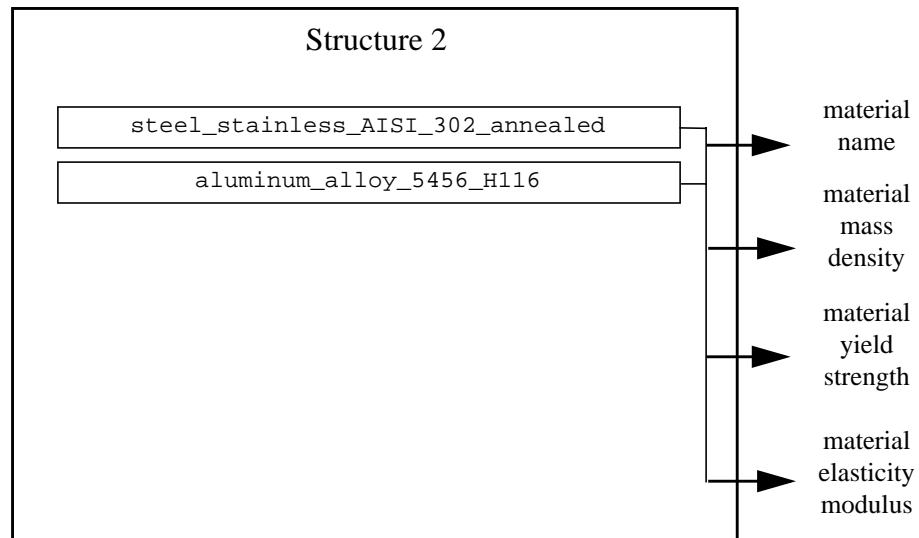 Structure 2
steel_stainless_AISI_302_annealed
aluminum_alloy_5456_H116
material
name
material
mass
density
material
yield
strength
material
elasticity
modulus